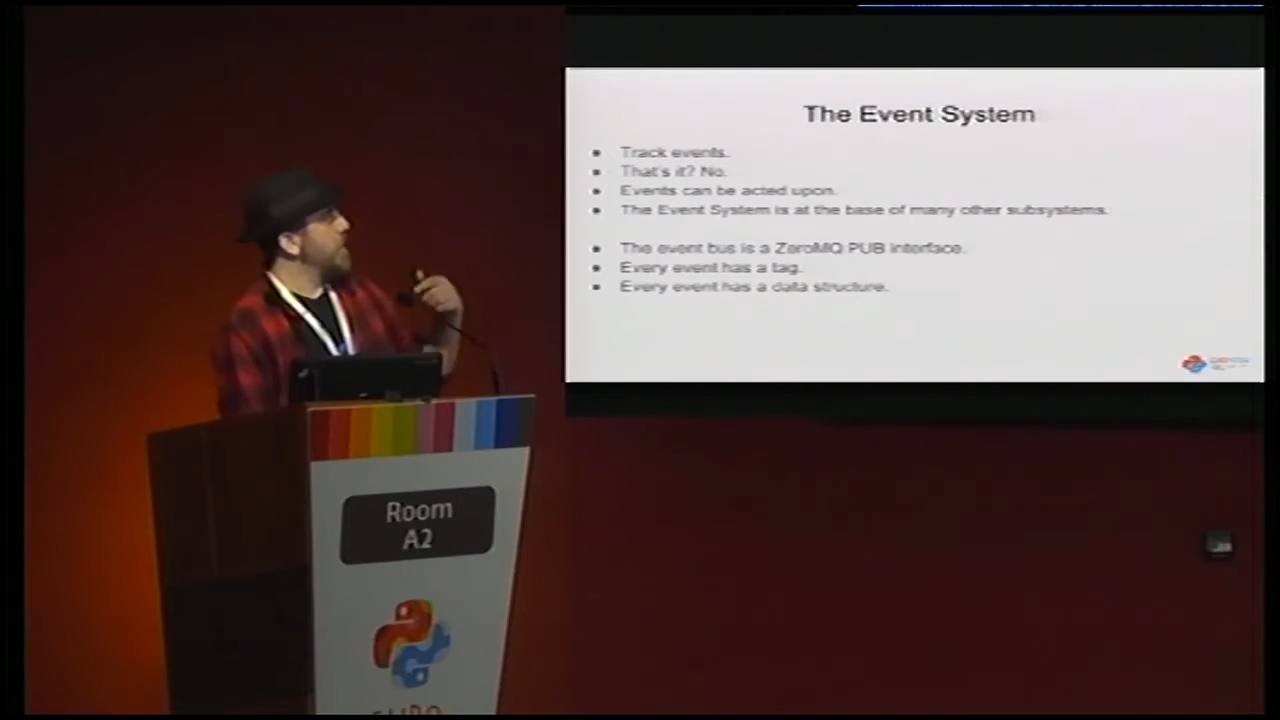 The Event System
Track events.
That's it? No.
Events can be acted upon.
The Event System is at the base of many other subsystems.
The event bus is a ZeroMQ PUB interface.
Every event has a tag.
Every event has a data structure.
Room
A2